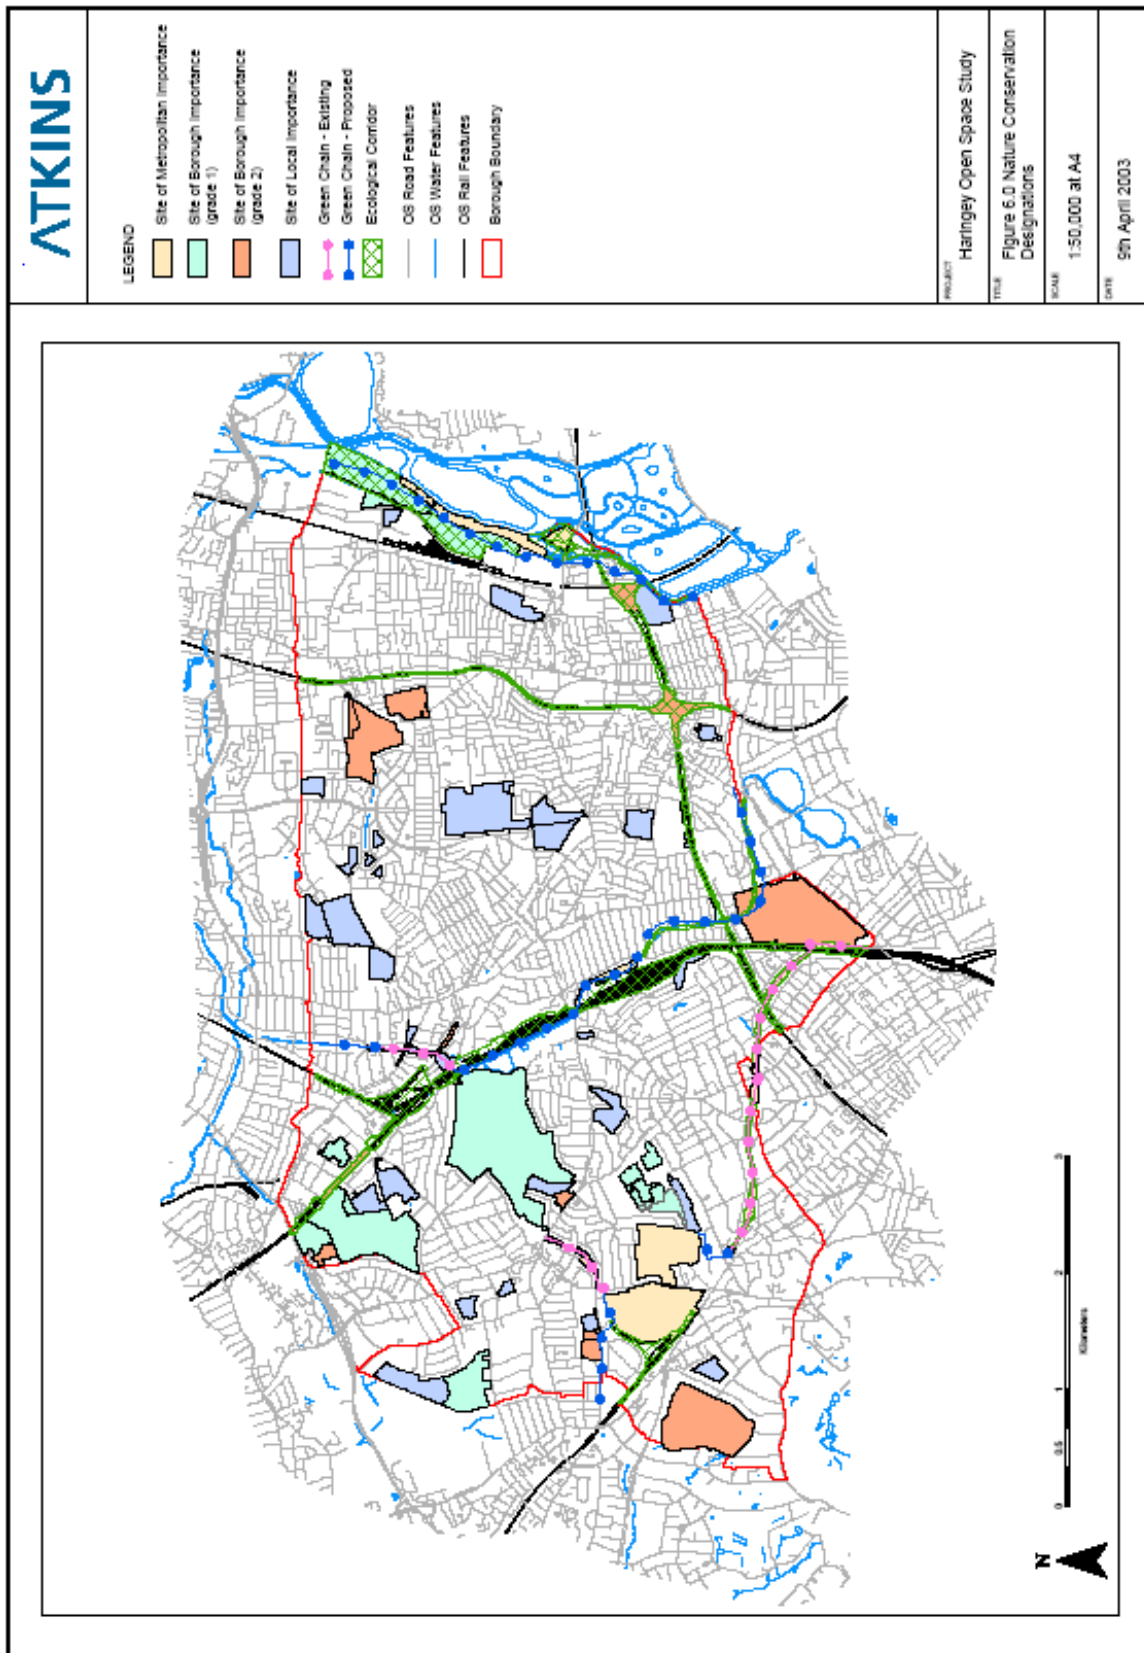 ATKINS
LEGEND
Site of Metropolitan Importance
Site of Borough Importance
(grade 1)
Site of Borough Importance
(grade 2)
Site of Local Importance
Green Chain - Existing
Green Chain - Proposed
Ecological Corridor
OS Road Features
OS Water Features
OS Rail Features
Borough Boundary
PROJECT
Haringey Open Space Study
TITLE
Figure 6.0 Nature Conservation
Designations
SCALE
1:50,000 at A4
DATE
9th April 2003
N
0 0.5 1 2 3
Kilometers